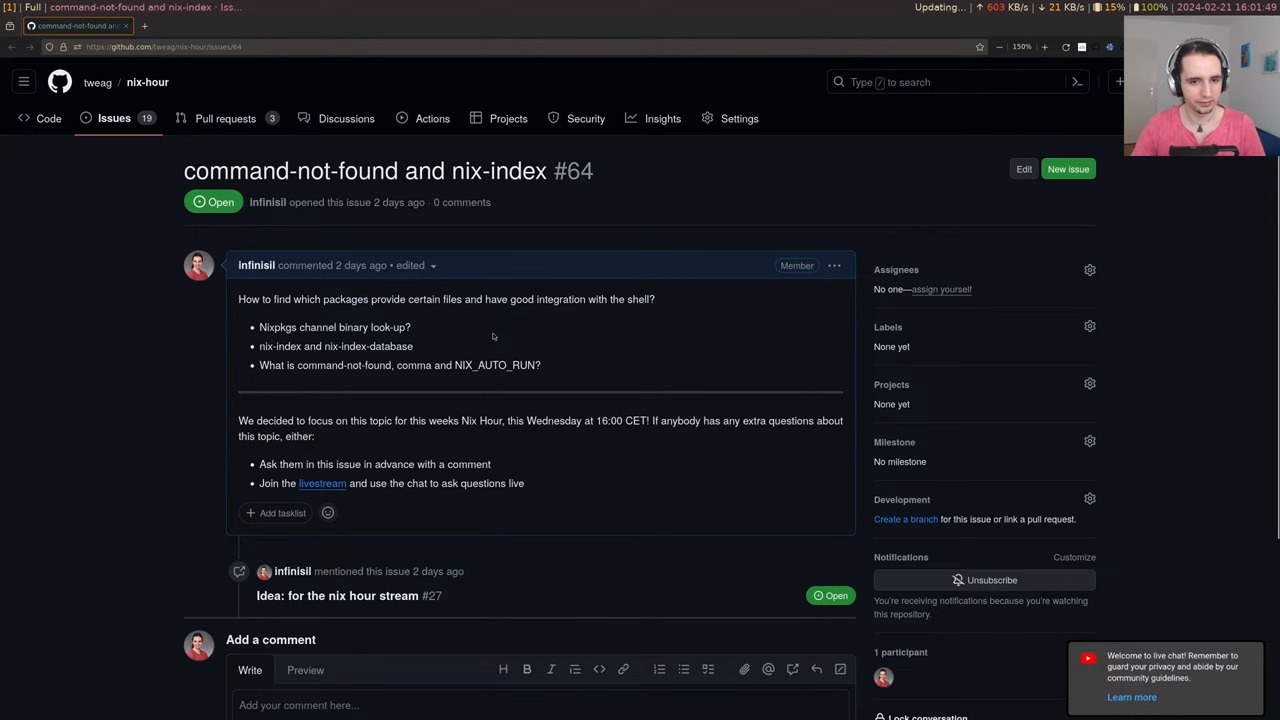 [1] | Full | command-not-found and nix-index · Iss...
Updating... | ↑ 603 KB/s | ↓ 21 KB/s | 15% | 100% | 2024-02-21 16:01:49
command-not-found and
https://github.com/tweag/nix-hour/issues/64
150%
tweag / nix-hour
Type / to search
Code
Issues 19
Pull requests 3
Discussions
Actions
Projects
Security
Insights
Settings
command-not-found and nix-index #64
Edit
New issue
Open
infinisil opened this issue 2 days ago · 0 comments
infinisil commented 2 days ago • edited
Member
How to find which packages provide certain files and have good integration with the shell?
• Nixpkgs channel binary look-up?
• nix-index and nix-index-database
• What is command-not-found, comma and NIX_AUTO_RUN?
We decided to focus on this topic for this weeks Nix Hour, this Wednesday at 16:00 CET! If anybody has any extra questions about
this topic, either:
• Ask them in this issue in advance with a comment
• Join the livestream and use the chat to ask questions live
Add tasklist
infinisil mentioned this issue 2 days ago
Idea: for the nix hour stream #27
Open
Add a comment
Write
Preview
Add your comment here...
Assignees
No one—assign yourself
Labels
None yet
Projects
None yet
Milestone
No milestone
Development
Create a branch for this issue or link a pull request.
Notifications
Customize
Unsubscribe
You're receiving notifications because you're watching
this repository.
1 participant
Lock conversation
Welcome to live chat! Remember to
guard your privacy and abide by our
community guidelines.
Learn more